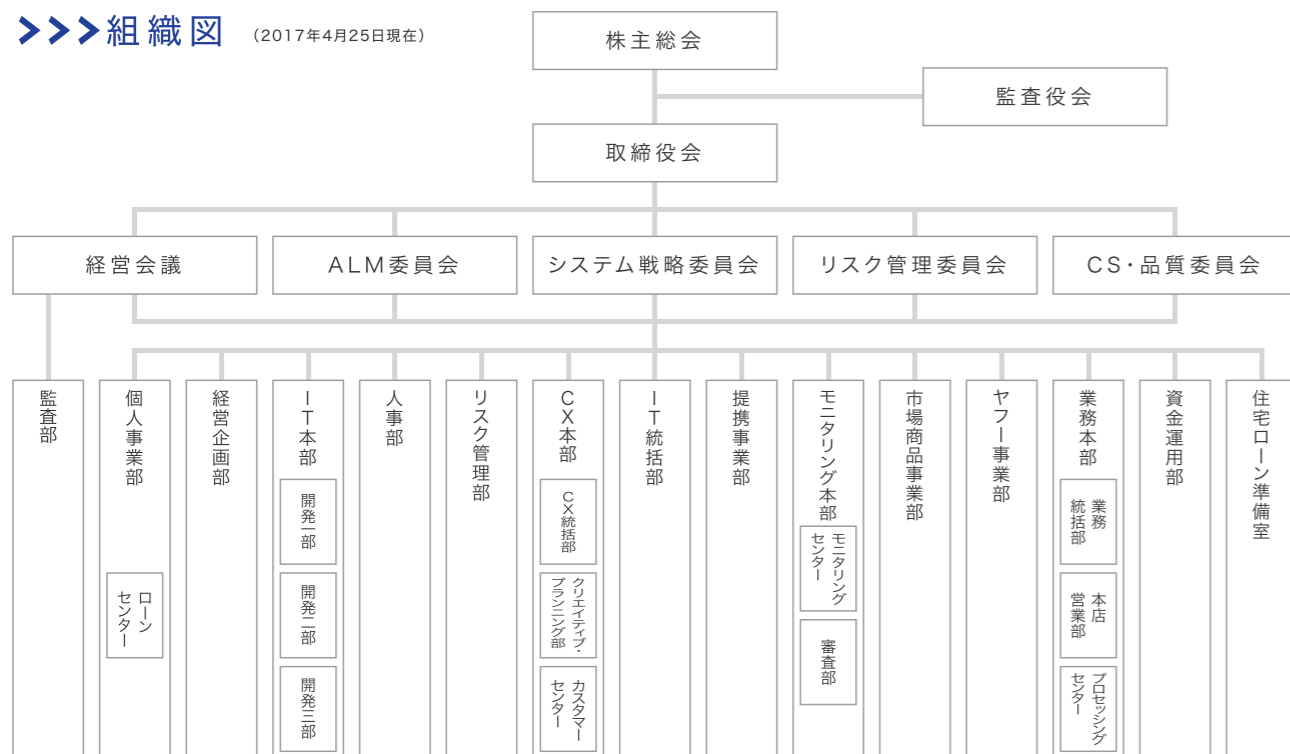 >>>組織図 (2017年4月25日現在)
株主総会
監査役会
取締役会
経営会議
ALM委員会
システム戦略委員会
リスク管理委員会
CS・品質委員会
監査部
個人事業部
ローン
センター
経営企画部
IT本部
開発一部
開発二部
開発三部
人事部
リスク管理部
CX本部
CX統括部
クリエイティブ・
プランニング部
カスタマー
センター
IT統括部
提携事業部
モニタリング本部
モニタリング
センター
審査部
市場商品事業部
ヤフー事業部
業務本部
業務
統括部
本店
営業部
プロセッシング
センター
資金運用部
住宅ローン準備室